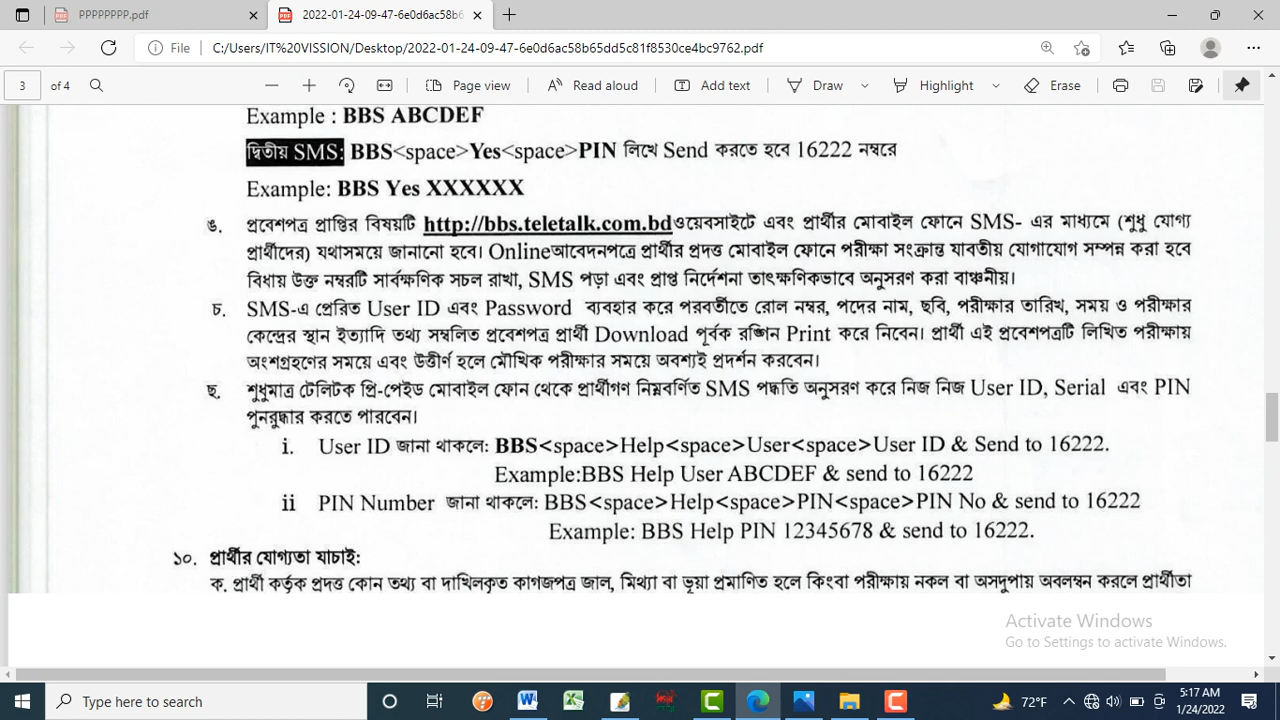 PPPPPPPP.pdf
2022-01-24-09-47-6e0d6ac58b6
File
C:/Users/IT%20VISSION/Desktop/2022-01-24-09-47-6e0d6ac58b65dd5c81f8530ce4bc9762.pdf
3 of 4 Page view Read aloud Add text Draw Highlight Erase
Example : BBS ABCDEF
দ্বিতীয় SMS: BBS<space>Yes<space>PIN লিখে Send করতে হবে 16222 নম্বরে
Example: BBS Yes XXXXXX
ঙ. প্রবেশপত্র প্রাপ্তির বিষয়টি http://bbs.teletalk.com.bdওয়েবসাইটে এবং প্রার্থীর মোবাইল ফোনে SMS- এর মাধ্যমে (শুধু যোগ্য
প্রার্থীদের) যথাসময়ে জানানো হবে। Onlineআবেদনপত্রে প্রার্থীর প্রদত্ত মোবাইল ফোনে পরীক্ষা সংক্রান্ত যাবতীয় যোগাযোগ সম্পন্ন করা হবে
বিধায় উক্ত নম্বরটি সার্বক্ষণিক সচল রাখা, SMS পড়া এবং প্রাপ্ত নির্দেশনা তাৎক্ষণিকভাবে অনুসরণ করা বাঞ্চনীয়।
চ. SMS-এ প্রেরিত User ID এবং Password ব্যবহার করে পরবর্তীতে রোল নম্বর, পদের নাম, ছবি, পরীক্ষার তারিখ, সময় ও পরীক্ষার
কেন্দ্রের স্থান ইত্যাদি তথ্য সম্বলিত প্রবেশপত্র প্রার্থী Download পূর্বক রঙ্গিন Print করে নিবেন। প্রার্থী এই প্রবেশপত্রটি লিখিত পরীক্ষায়
অংশগ্রহণের সময়ে এবং উত্তীর্ণ হলে মৌখিক পরীক্ষার সময়ে অবশ্যই প্রদর্শন করবেন।
ছ. শুধুমাত্র টেলিটক প্রি-পেইড মোবাইল ফোন থেকে প্রার্থীগণ নিম্নবর্ণিত SMS পদ্ধতি অনুসরণ করে নিজ নিজ User ID, Serial এবং PIN
পুনরুদ্ধার করতে পারবেন।
i. User ID জানা থাকলে: BBS<space>Help<space>User<space>User ID & Send to 16222.
Example:BBS Help User ABCDEF & send to 16222
ii PIN Number জানা থাকলে: BBS<space>Help<space>PIN<space>PIN No & send to 16222
Example: BBS Help PIN 12345678 & send to 16222.
১০. প্রার্থীর যোগ্যতা যাচাই:
ক. প্রার্থী কর্তৃক প্রদত্ত কোন তথ্য বা দাখিলকৃত কাগজপত্র জাল, মিথ্যা বা ভূয়া প্রমাণিত হলে কিংবা পরীক্ষায় নকল বা অসদুপায় অবলম্বন করলে প্রার্থীতা
Activate Windows
Go to Settings to activate Windows.
Type here to search
72°F
5:17 AM
1/24/2022